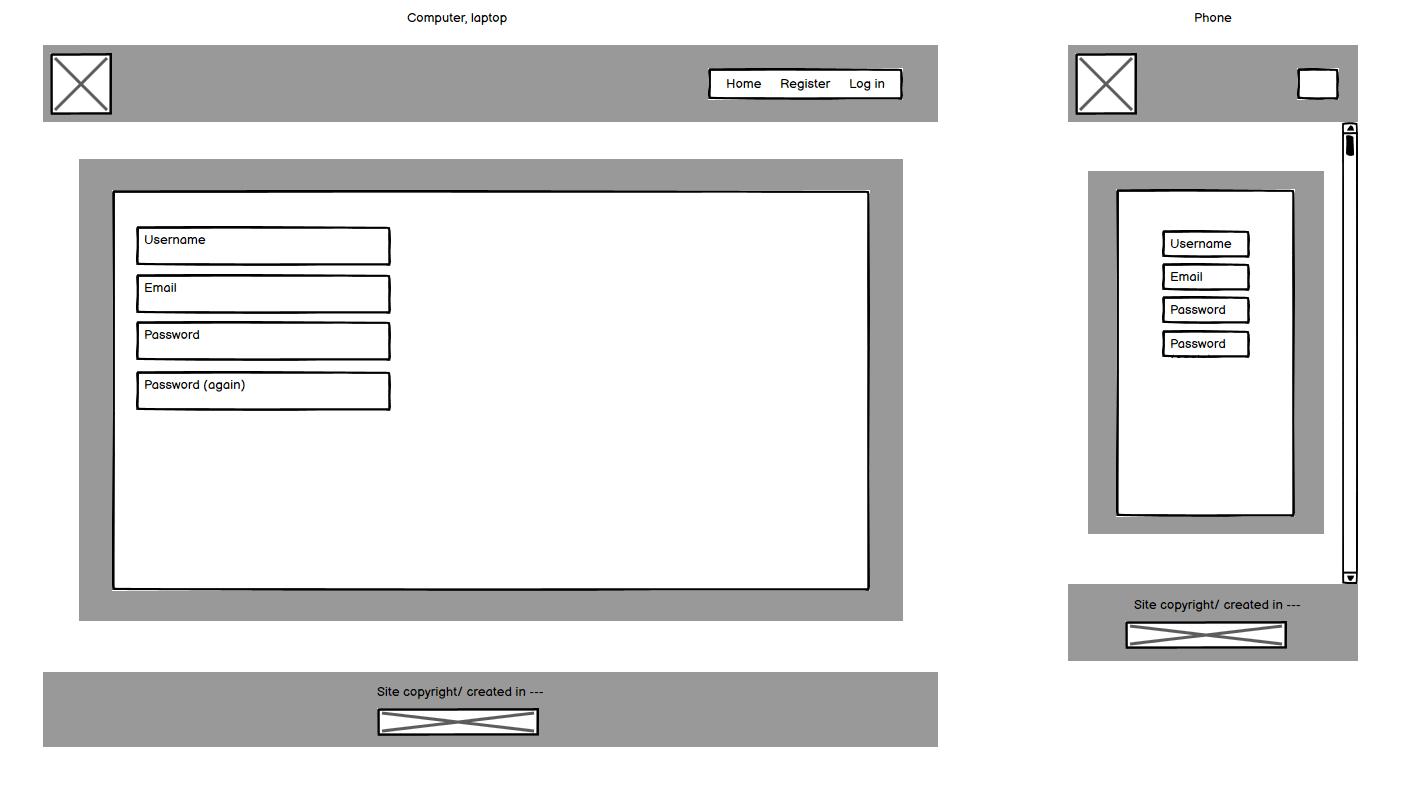 Computer, laptop
Phone
Home Register Log in
Username
Email
Password
Password (again)
Username
Email
Password
Password
Site copyright/ created in ---
Site copyright/ created in ---